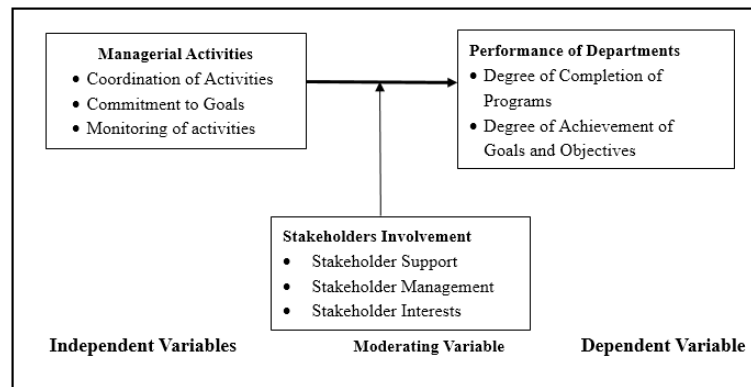 Managerial Activities
• Coordination of Activities
• Commitment to Goals
• Monitoring of activities
Performance of Departments
• Degree of Completion of
Programs
• Degree of Achievement of
Goals and Objectives
Stakeholders Involvement
• Stakeholder Support
• Stakeholder Management
• Stakeholder Interests
Independent Variables
Moderating Variable
Dependent Variable